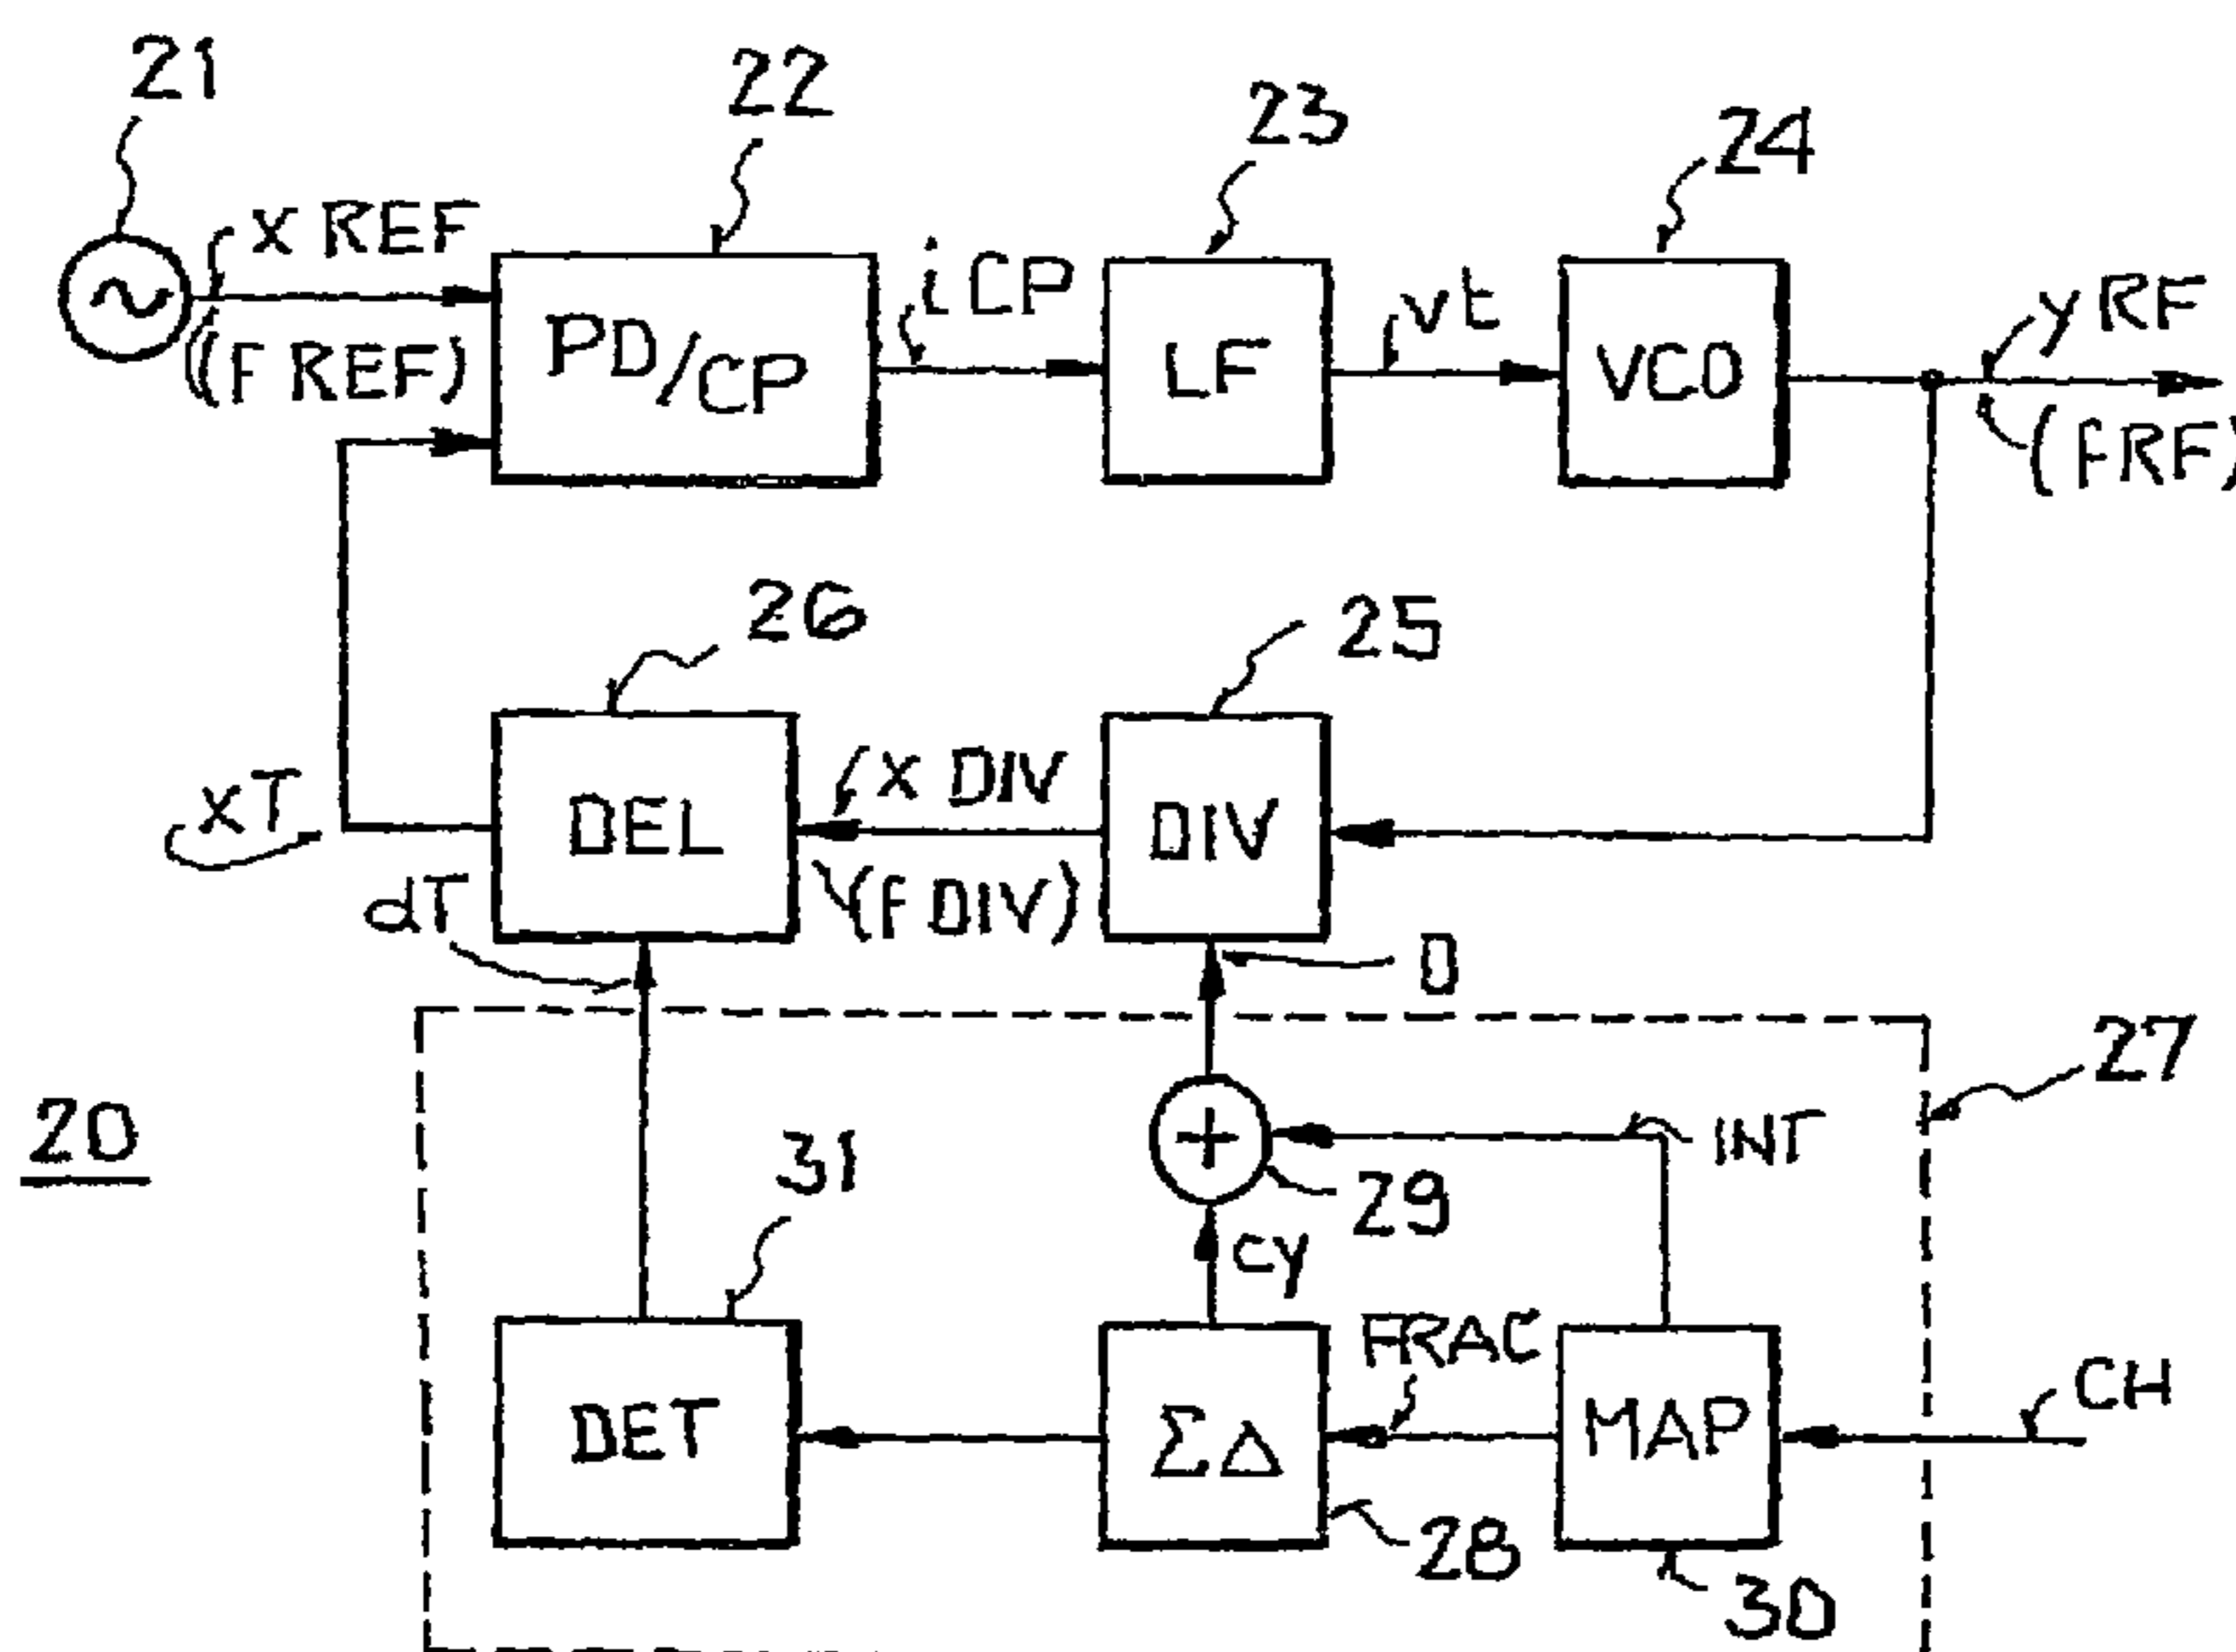 21
22
23
24
x REF
(F REF)
PD/CP
iCP
LF
vt
VCO
yRF
(fRF)
26
25
xT
DEL
x DIV
(F DIV)
DIV
dT
D
27
20
31
29
INT
cy
DET
ΣΔ
FRAC
MAP
CH
28
30